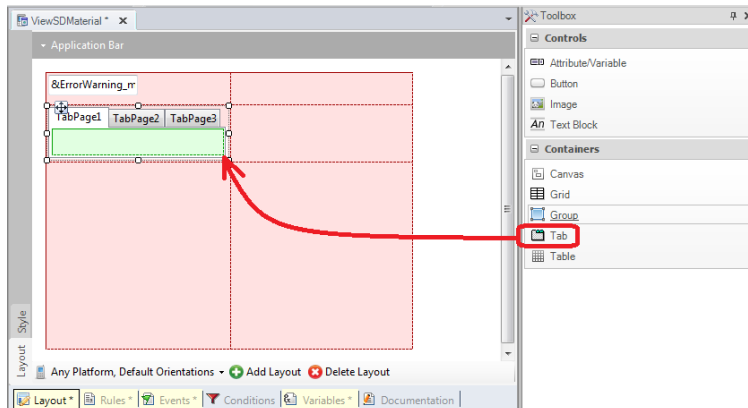 ViewSDMaterial * x
Application Bar
&ErrorWarning_m
TabPage1 TabPage2 TabPage3
Style
Layout
Any Platform, Default Orientations Add Layout Delete Layout
Layout * Rules * Events * Conditions Variables * Documentation
Toolbox
Controls
Attribute/Variable
Button
Image
An Text Block
Containers
Canvas
Grid
Group
Tab
Table